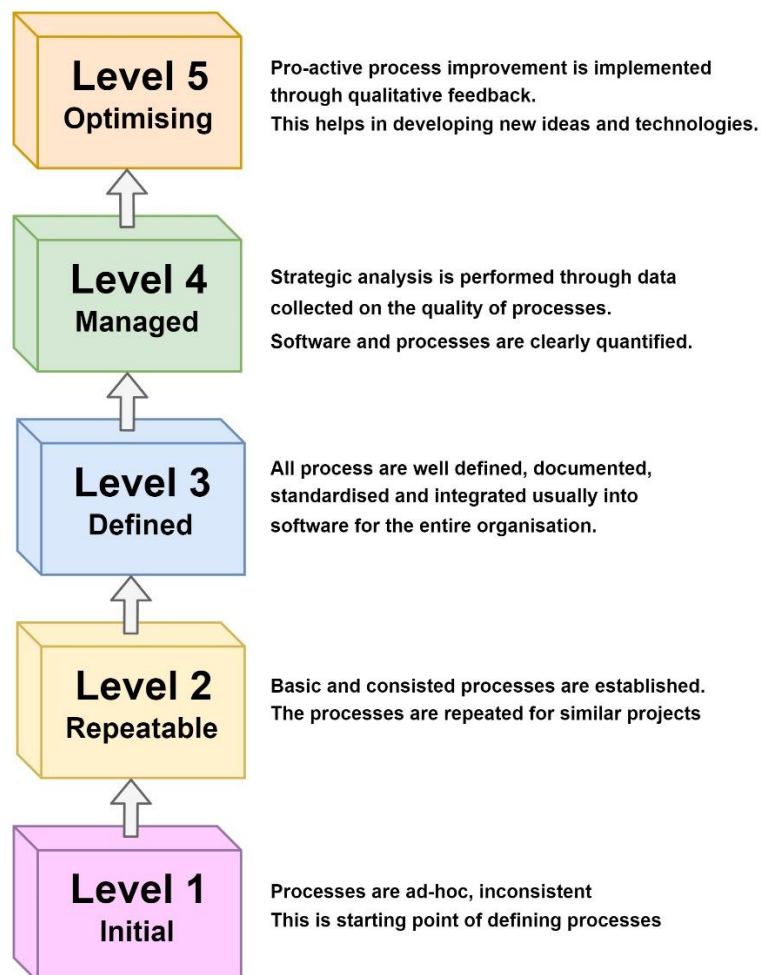 Level 5
Optimising
Pro-active process improvement is implemented
through qualitative feedback.
This helps in developing new ideas and technologies.
Level 4
Managed
Strategic analysis is performed through data
collected on the quality of processes.
Software and processes are clearly quantified.
Level 3
Defined
All process are well defined, documented,
standardised and integrated usually into
software for the entire organisation.
Level 2
Repeatable
Basic and consisted processes are established.
The processes are repeated for similar projects
Level 1
Initial
Processes are ad-hoc, inconsistent
This is starting point of defining processes